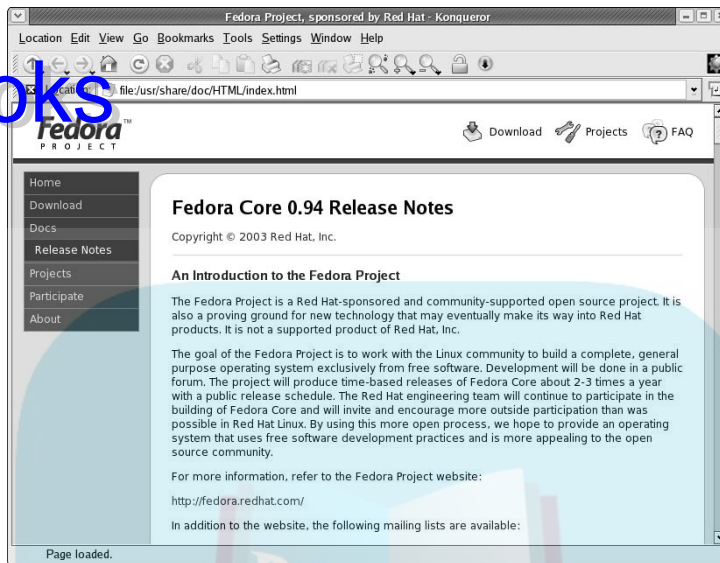 Fedora Project, sponsored by Red Hat - Konqueror
Location Edit View Go Bookmarks Tools Settings Window Help
oks
Location: file:/usr/share/doc/HTML/index.html
Fedora™
PROJECT
Download Projects FAQ
Home
Download
Docs
Release Notes
Projects
Participate
About
Fedora Core 0.94 Release Notes
Copyright © 2003 Red Hat, Inc.
An Introduction to the Fedora Project
The Fedora Project is a Red Hat-sponsored and community-supported open source project. It is
also a proving ground for new technology that may eventually make its way into Red Hat
products. It is not a supported product of Red Hat, Inc.
The goal of the Fedora Project is to work with the Linux community to build a complete, general
purpose operating system exclusively from free software. Development will be done in a public
forum. The project will produce time-based releases of Fedora Core about 2-3 times a year
with a public release schedule. The Red Hat engineering team will continue to participate in the
building of Fedora Core and will invite and encourage more outside participation than was
possible in Red Hat Linux. By using this more open process, we hope to provide an operating
system that uses free software development practices and is more appealing to the open
source community.
For more information, refer to the Fedora Project website:
http://fedora.redhat.com/
In addition to the website, the following mailing lists are available:
Page loaded.